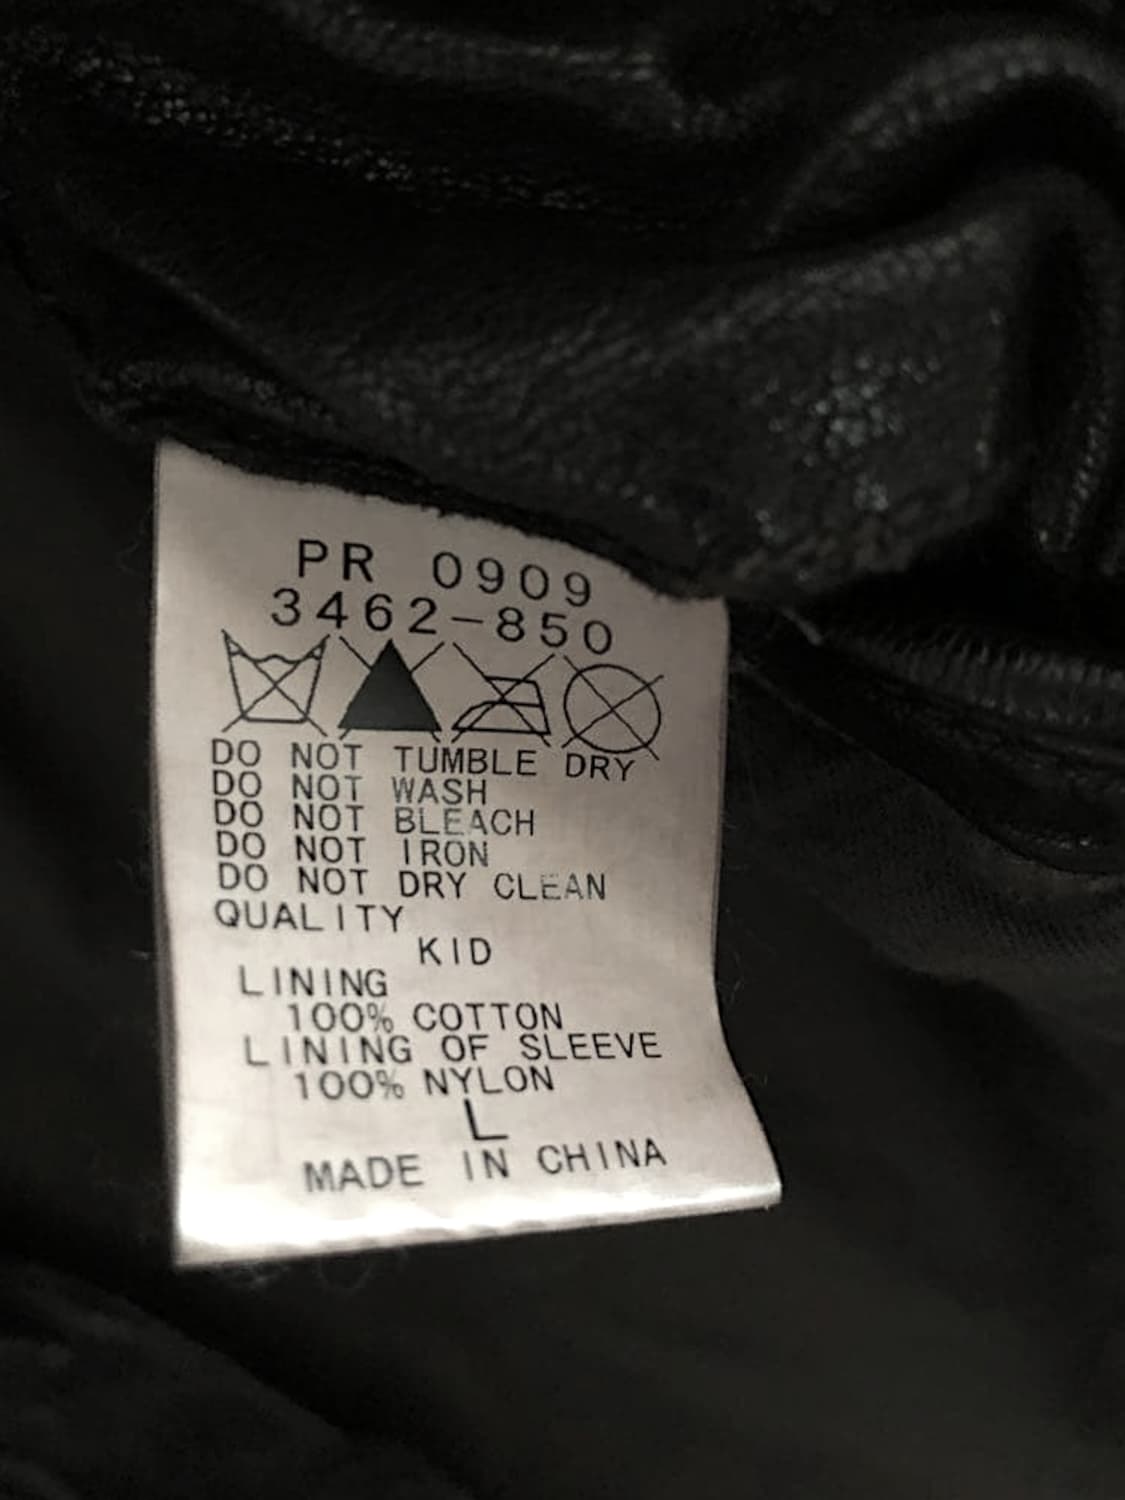 PR 0909
3462-850
DO NOT TUMBLE DRY
DO NOT WASH
DO NOT BLEACH
DO NOT IRON
DO NOT DRY CLEAN
QUALITY
KID
LINING
100% COTTON
LINING OF SLEEVE
100% NYLON
L
MADE IN CHINA